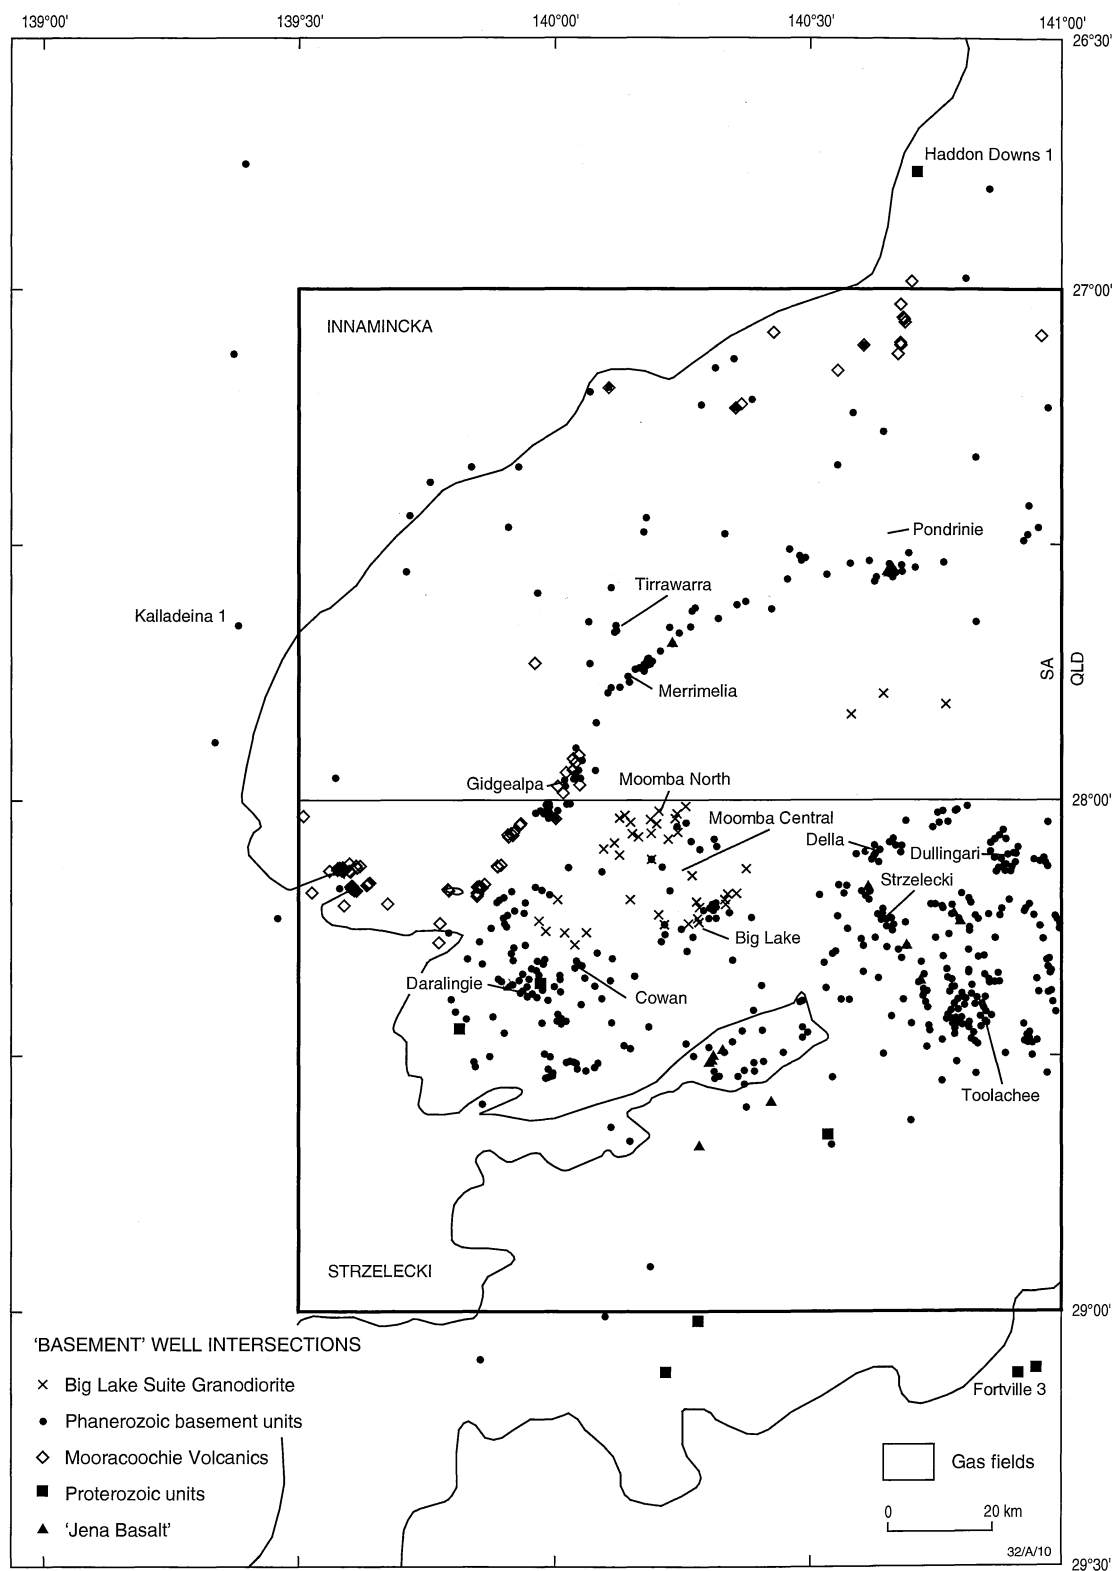 139°00'
139°30'
140°00'
140°30'
141°00'
26°30'
Haddon Downs 1
27°00'
INNAMINCKA
Pondrinie
Tirrawarra
Kalladeina 1
SA
QLD
Merrimelia
Gidgealpa
Moomba North
28°00'
Moomba Central
Della
Dullingari
Strzelecki
Big Lake
Daralingie
Cowan
Toolachee
STRZELECKI
29°00'
'BASEMENT' WELL INTERSECTIONS
Big Lake Suite Granodiorite
Phanerozoic basement units
Mooracoochie Volcanics
Proterozoic units
'Jena Basalt'
Fortville 3
Gas fields
0 20 km
32/A/10
29°30'